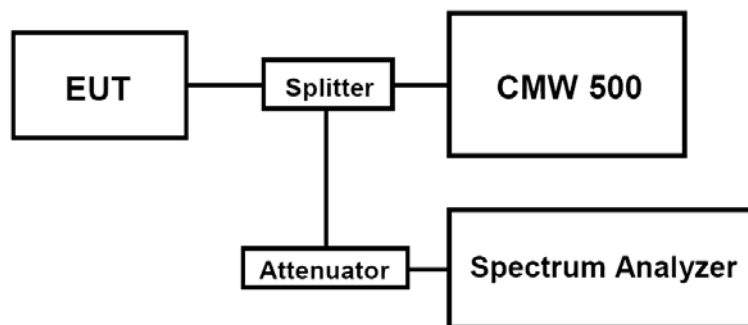 EUT
Splitter
CMW 500
Attenuator
Spectrum Analyzer